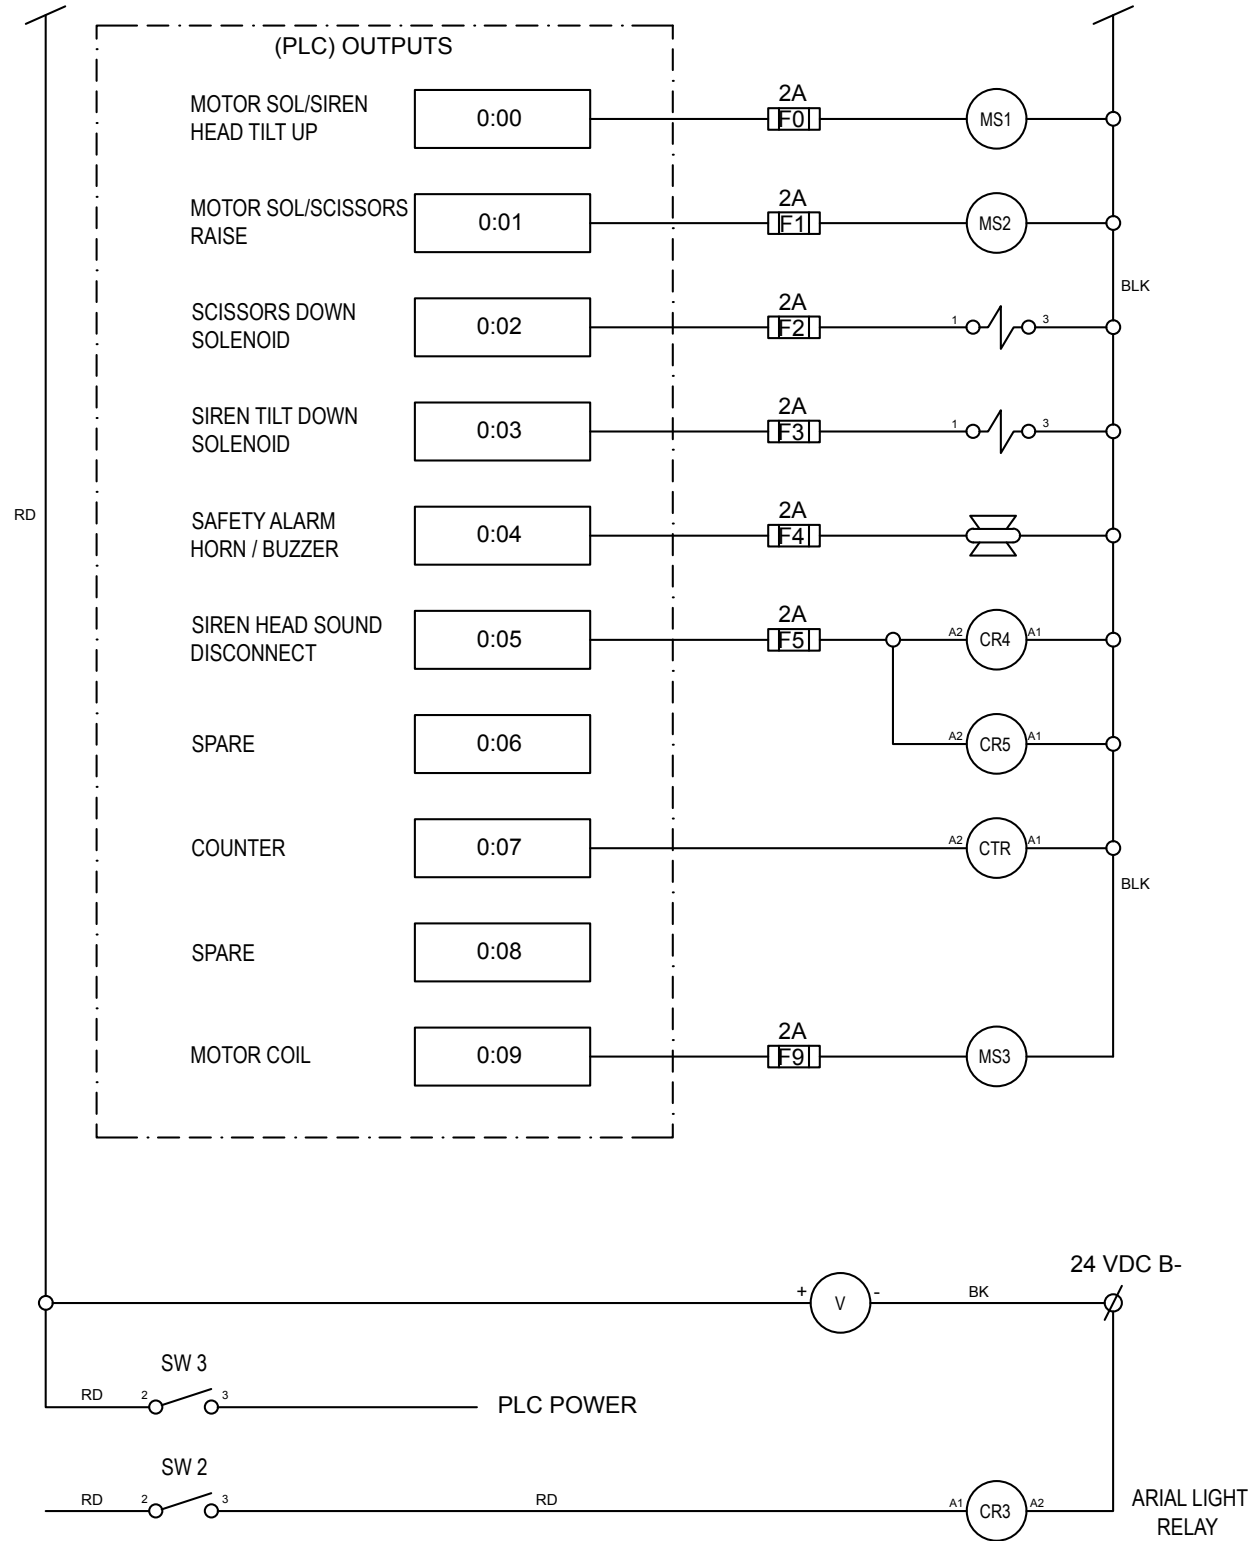 (PLC) OUTPUTS
MOTOR SOL/SIREN
HEAD TILT UP
0:00
2A
F0
MS1
MOTOR SOL/SCISSORS
RAISE
0:01
2A
F1
MS2
BLK
SCISSORS DOWN
SOLENOID
0:02
2A
F2
1
3
SIREN TILT DOWN
SOLENOID
0:03
2A
F3
1
3
RD
SAFETY ALARM
HORN / BUZZER
0:04
2A
F4
SIREN HEAD SOUND
DISCONNECT
0:05
2A
F5
A2
CR4
A1
SPARE
0:06
A2
CR5
A1
COUNTER
0:07
A2
CTR
A1
BLK
SPARE
0:08
MOTOR COIL
0:09
2A
F9
MS3
24 VDC B-
+
V
-
BK
SW 3
RD
2
3
PLC POWER
SW 2
RD
2
3
RD
A1
CR3
A2
ARIAL LIGHT
RELAY